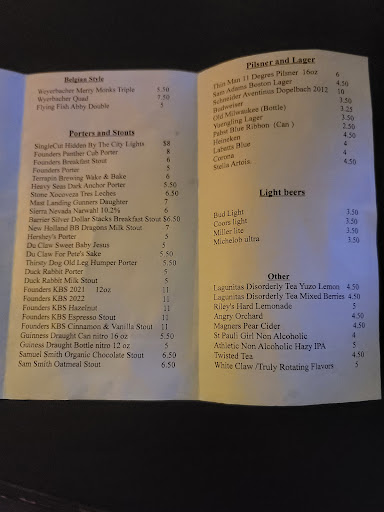 Belgian Style
Weyerbacher Merry Monks Triple 5.50
Weyerbacher Quad 7.50
Flying Fish Abby Double 5
Porters and Stouts
SingleCut Hidden By The City Lights $8
Founders Panther Cub Porter 8
Founders Breakfast Stout 6
Founders Porter 5
Terrapin Brewing Wake & Bake 6
Stone Xocoveza Tres Leches 6.50
Heavy Seas Dark Anchor Porter 5.50
Mast Landing Gunners Daughter 7
Sierra Nevada Narwahl 10.2% 6
Barrier Silver Dollar Stacks Breakfast Stout $6.50
New Holland BB Dragons Milk Stout 7
Hershey's Porter 5
Du Claw Sweet Baby Jesus 5
Du Claw For Pete's Sake 5.50
Thirsty Dog Old Leg Humper Porter 5.50
Duck Rabbit Porter 5
Duck Rabbit Milk Stout 5
Founders KBS 2021 12oz 11
Founders KBS 2022 11
Founders KBS Hazelnut 11
Founders KBS Espresso Stout 11
Founders KBS Cinnamon & Vanilla Stout 11
Guinness Draught Can nitro 16 oz 5.50
Guiness Draught Bottle nitro 12 oz 5
Samuel Smith Organic Chocolate Stout 6.50
Sam Smith Oatmeal Stout 6.50
Pilsner and Lager
Thin Man 11 Degres Pilsner 16oz 6
Sam Adams Boston Lager 4.50
Schneider Aventinus Dopelbach 2012 10
Budweiser 3.50
Old Milwaukee (Bottle) 3.25
Yuengling Lager 3.50
Pabst Blue Ribbon (Can) 2.50
Heineken 4.50
Labatts Blue 4
Corona 4
Stella Artois 4.50
Light beers
Bud Light 3.50
Coors light 3.50
Miller lite 3.50
Michelob ultra 3.50
Other
Lagunitas Disorderly Tea Yuzo Lemon 4.50
Lagunitas Disorderly Tea Mixed Berries 4.50
Riley's Hard Lemonade 5
Angry Orchard 4.50
Magners Pear Cider 4.50
St Pauli Girl Non Alcoholic 4
Athletic Non Alcoholic Hazy IPA 5
Twisted Tea 4.50
White Claw /Truly Rotating Flavors 5